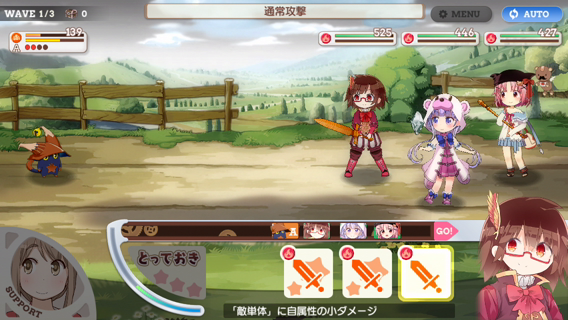 WAVE 1/3 0
通常攻撃
MENU
AUTO
139
A
525
446
427
GO!
とっておき
SUPPORT
「敵単体」に自属性の小ダメージ